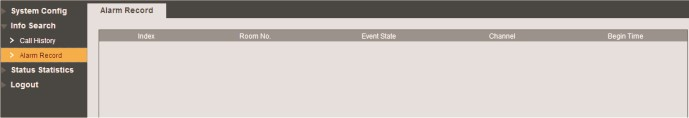 System Config
Info Search
Call History
Alarm Record
Status Statistics
Logout
Alarm Record
Index Room No. Event State Channel Begin Time